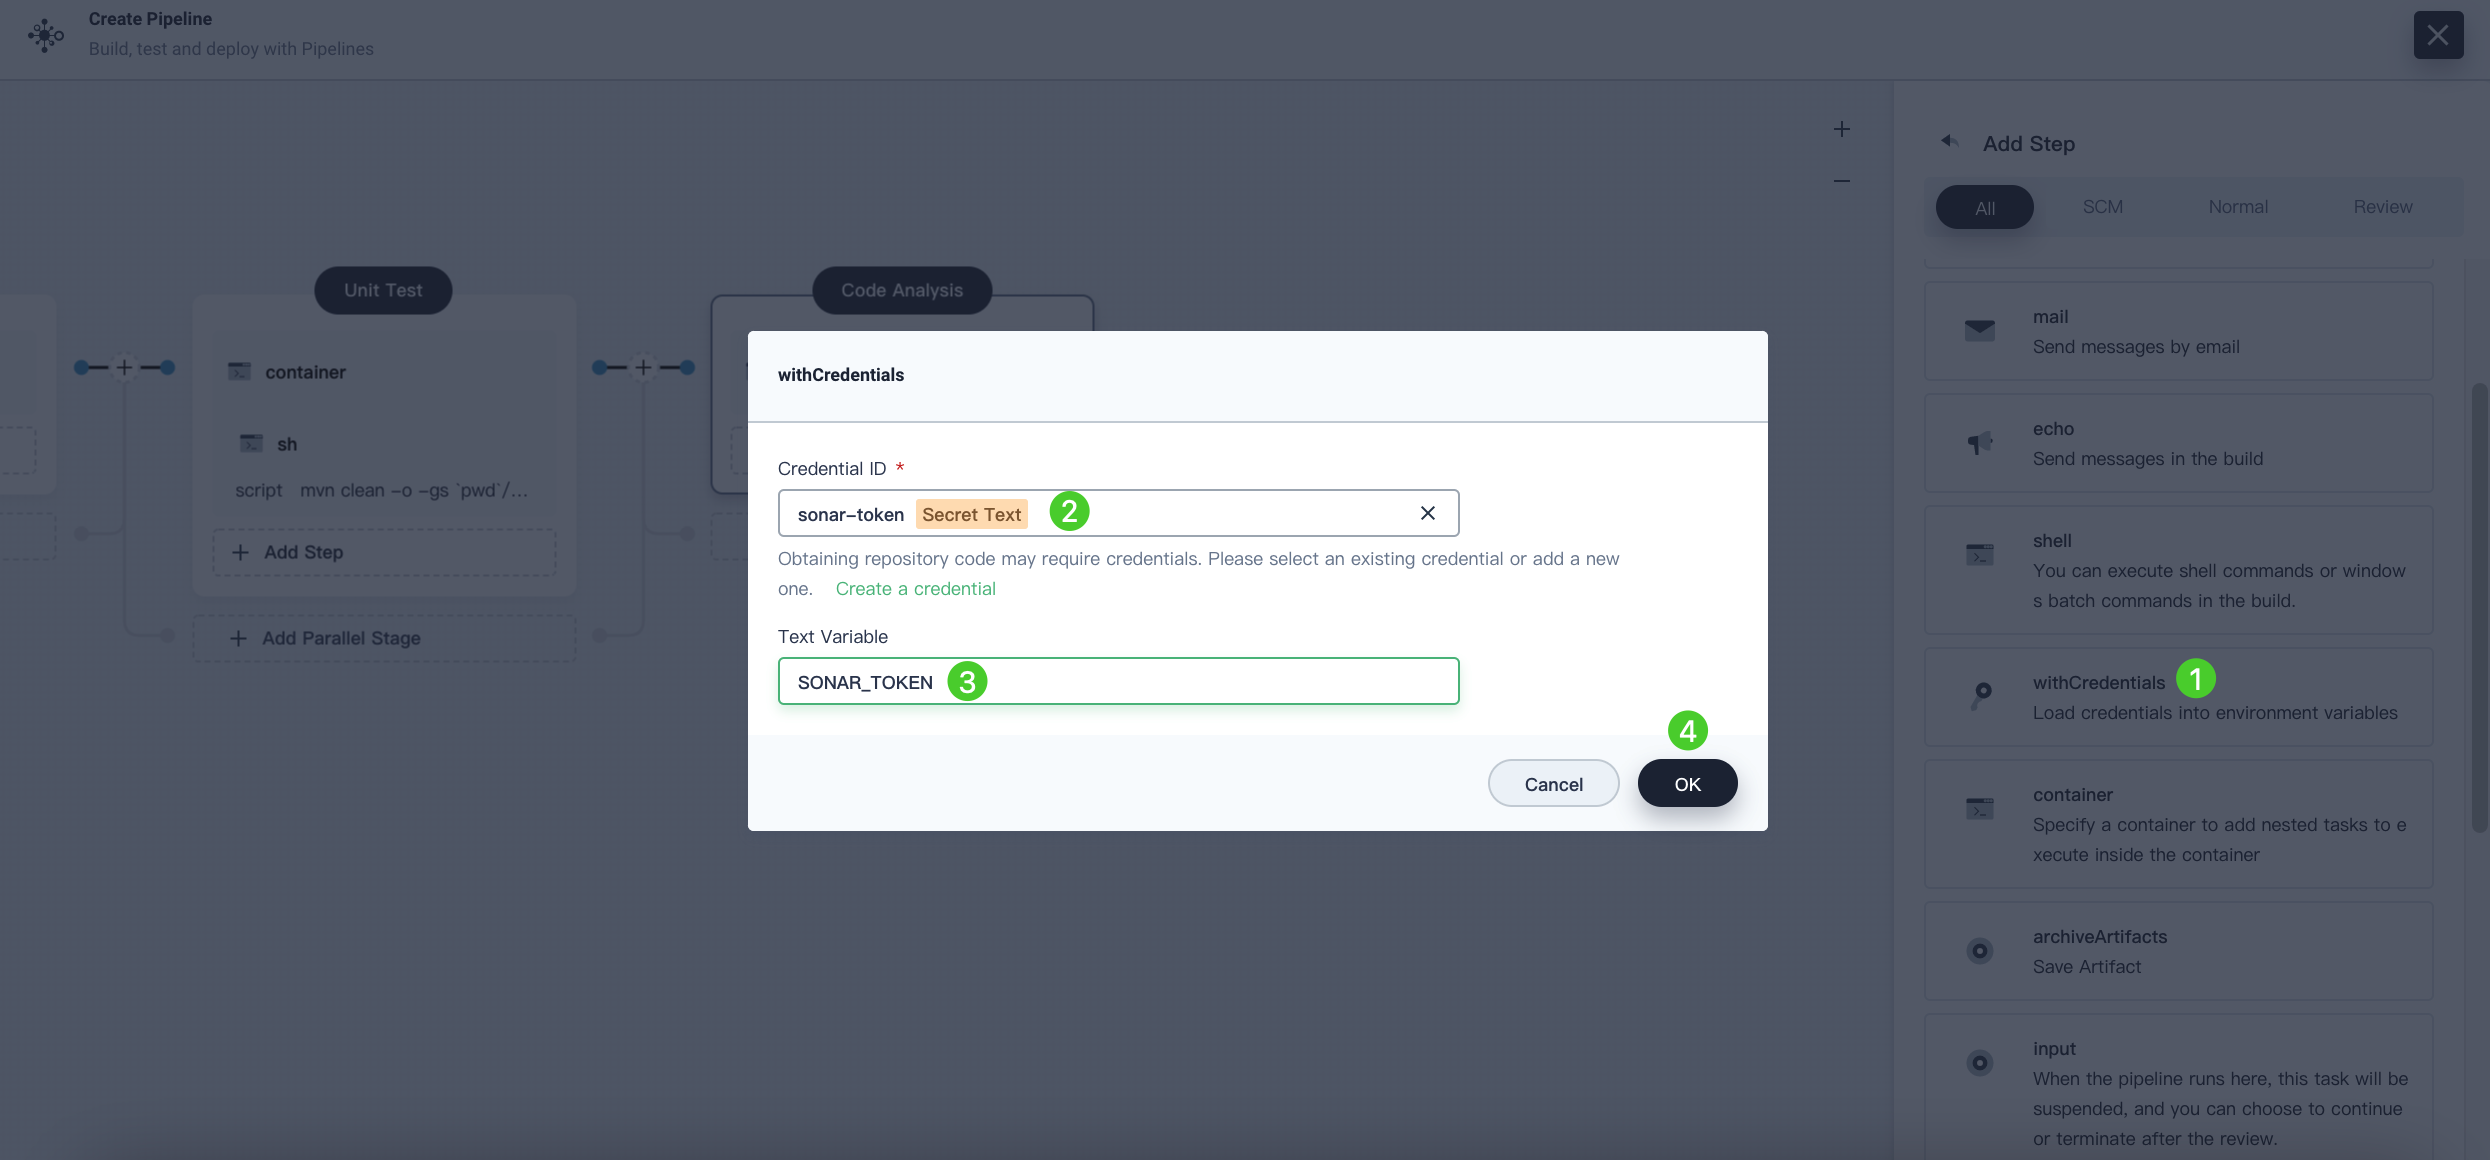 Create Pipeline
Build, test and deploy with Pipelines
Add Step
All SCM Normal Review
Unit Test
container
sh
script mvn clean -o -gs `pwd`/...
Add Step
Add Parallel Stage
Code Analysis
withCredentials
Credential ID *
sonar-token Secret Text 2
Obtaining repository code may require credentials. Please select an existing credential or add a new
one. Create a credential
Text Variable
SONAR_TOKEN 3
4
Cancel OK
mail
Send messages by email
echo
Send messages in the build
shell
You can execute shell commands or window
s batch commands in the build.
withCredentials 1
Load credentials into environment variables
container
Specify a container to add nested tasks to e
xecute inside the container
archiveArtifacts
Save Artifact
input
When the pipeline runs here, this task will be
suspended, and you can choose to continue
or terminate after the review.